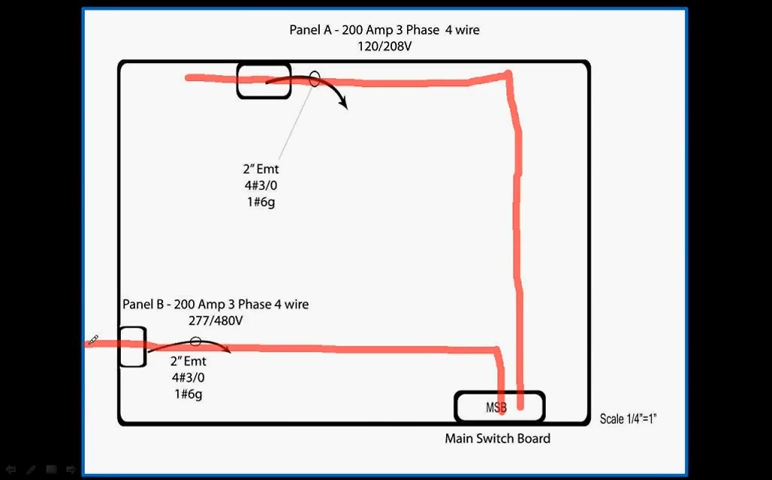 Panel A - 200 Amp 3 Phase 4 wire
120/208V
2" Emt
4#3/0
1#6g
Panel B - 200 Amp 3 Phase 4 wire
277/480V
2" Emt
4#3/0
1#6g
MSB
Scale 1/4"=1"
Main Switch Board